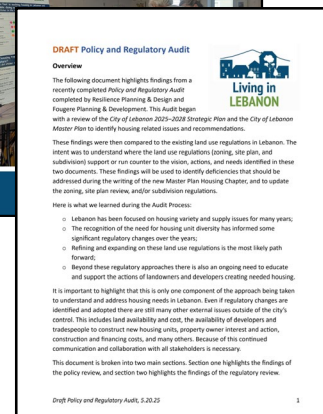 DRAFT Policy and Regulatory Audit
Overview
The following document highlights findings from a
recently completed Policy and Regulatory Audit
completed by Resilience Planning & Design and
Fougere Planning & Development. This Audit began
Living in
LEBANON
with a review of the City of Lebanon 2025–2028 Strategic Plan and the City of Lebanon
Master Plan to identify housing related issues and recommendations.
These findings were then compared to the existing land use regulations in Lebanon. The
intent was to understand where the land use regulations (zoning, site plan, and
subdivision) support or run counter to the vision, actions, and needs identified in these
two documents. These findings will be used to identify deficiencies that should be
addressed during the writing of the new Master Plan Housing Chapter, and to update
the zoning, site plan review, and/or subdivision regulations.
Here is what we learned during the Audit Process:
o Lebanon has been focused on housing variety and supply issues for many years;
o The recognition of the need for housing unit diversity has informed some
significant regulatory changes over the years;
o Refining and expanding on these land use regulations is the most likely path
forward;
o Beyond these regulatory approaches there is also an ongoing need to educate
and support the actions of landowners and developers creating needed housing.
It is important to highlight that this is only one component of the approach being taken
to understand and address housing needs in Lebanon. Even if regulatory changes are
identified and adopted there are still many other external issues outside of the city's
control. This includes land availability and cost, the availability of developers and
tradespeople to construct new housing units, property owner interest and action,
construction and financing costs, and many others. Because of this continued
communication and collaboration with all stakeholders is necessary.
This document is broken into two main sections. Section one highlights the findings of
the policy review, and section two highlights the findings of the regulatory review.
Draft Policy and Regulatory Audit, 5.20.25 1